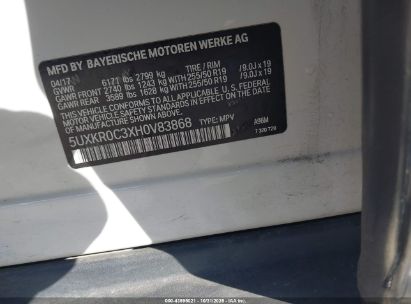 MFD BY BAYERISCHE MOTOREN WERKE AG
04/17 TIRE / RIM
GVWR 6171 lbs 2799 kg
GAWR FRONT 2740 lbs 1243 kg WITH 255/50 R19 / 9.0J x 19
GAWR REAR 3589 lbs 1628 kg WITH 255/50 R19 / 9.0J x 19
THIS VEHICLE CONFORMS TO ALL APPLICABLE U.S. FEDERAL
MOTOR VEHICLE SAFETY STANDARDS IN EFFECT ON THE
DATE OF MANUFACTURE SHOWN ABOVE.
5UXKR0C3XH0V83868 TYPE: MPV A96M